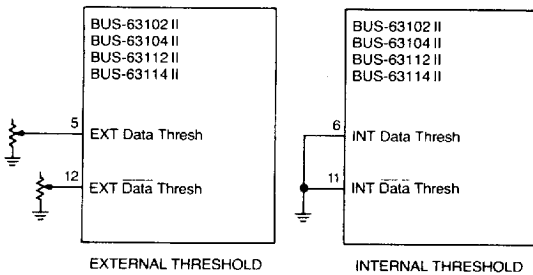 BUS-63102 II
BUS-63104 II
BUS-63112 II
BUS-63114 II
5
EXT Data Thresh
12
EXT D̅a̅t̅a̅ Thresh
EXTERNAL THRESHOLD
BUS-63102 II
BUS-63104 II
BUS-63112 II
BUS-63114 II
6
INT Data Thresh
11
INT D̅a̅t̅a̅ Thresh
INTERNAL THRESHOLD